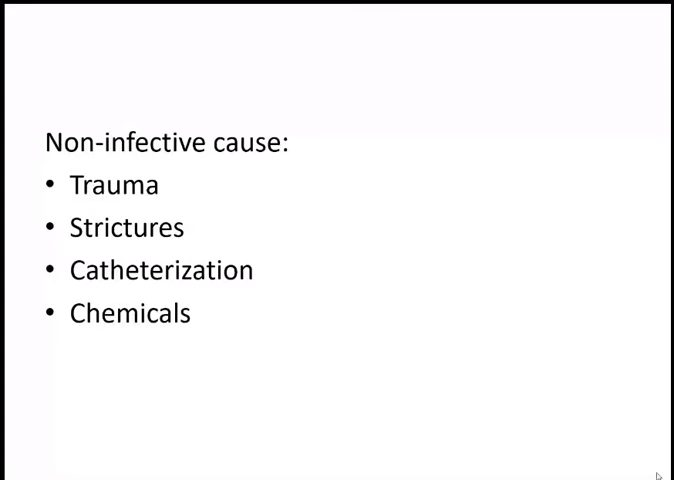 Non-infective cause:
• Trauma
• Strictures
• Catheterization
• Chemicals